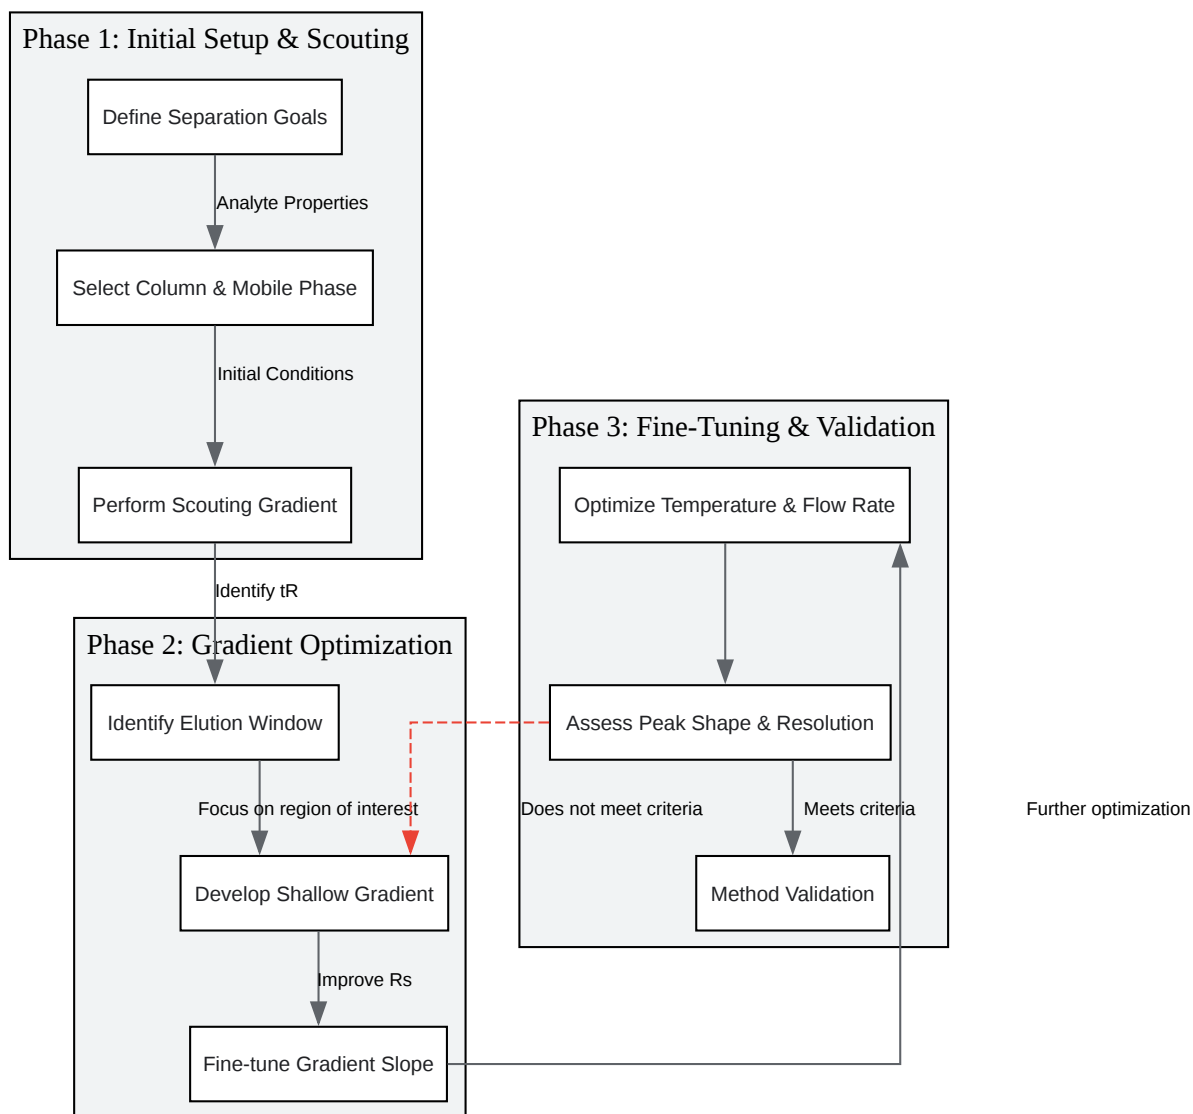 Phase 1: Initial Setup & Scouting
Define Separation Goals
Analyte Properties
Select Column & Mobile Phase
Initial Conditions
Perform Scouting Gradient
Identify tR
Phase 2: Gradient Optimization
Identify Elution Window
Focus on region of interest
Develop Shallow Gradient
Improve Rs
Fine-tune Gradient Slope
Phase 3: Fine-Tuning & Validation
Optimize Temperature & Flow Rate
Assess Peak Shape & Resolution
Does not meet criteria
Meets criteria
Further optimization
Method Validation